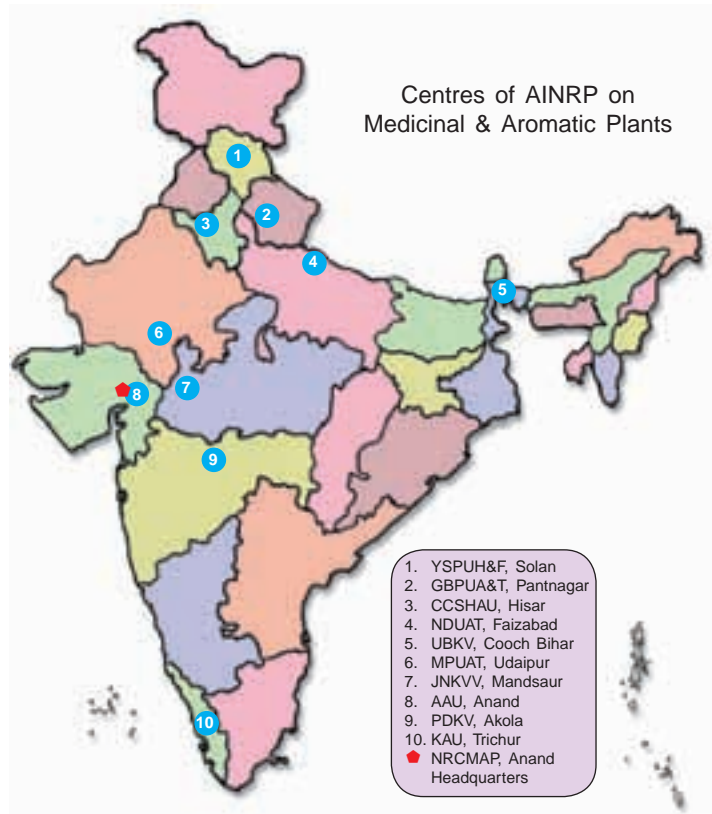 Centres of AINRP on
Medicinal & Aromatic Plants
1
2
3
4
5
6
7
8
9
10
1. YSPUH&F, Solan
2. GBPUA&T, Pantnagar
3. CCSHAU, Hisar
4. NDUAT, Faizabad
5. UBKV, Cooch Bihar
6. MPUAT, Udaipur
7. JNKVV, Mandsaur
8. AAU, Anand
9. PDKV, Akola
10. KAU, Trichur
NRCMAP, Anand
Headquarters